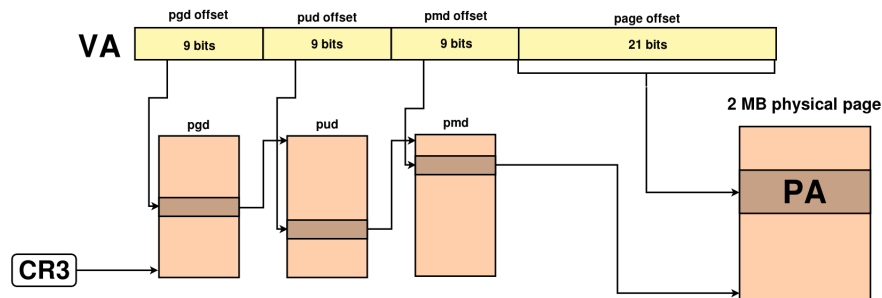 pgd offset
pud offset
pmd offset
page offset
VA
9 bits
9 bits
9 bits
21 bits
2 MB physical page
pgd
pud
pmd
PA
CR3